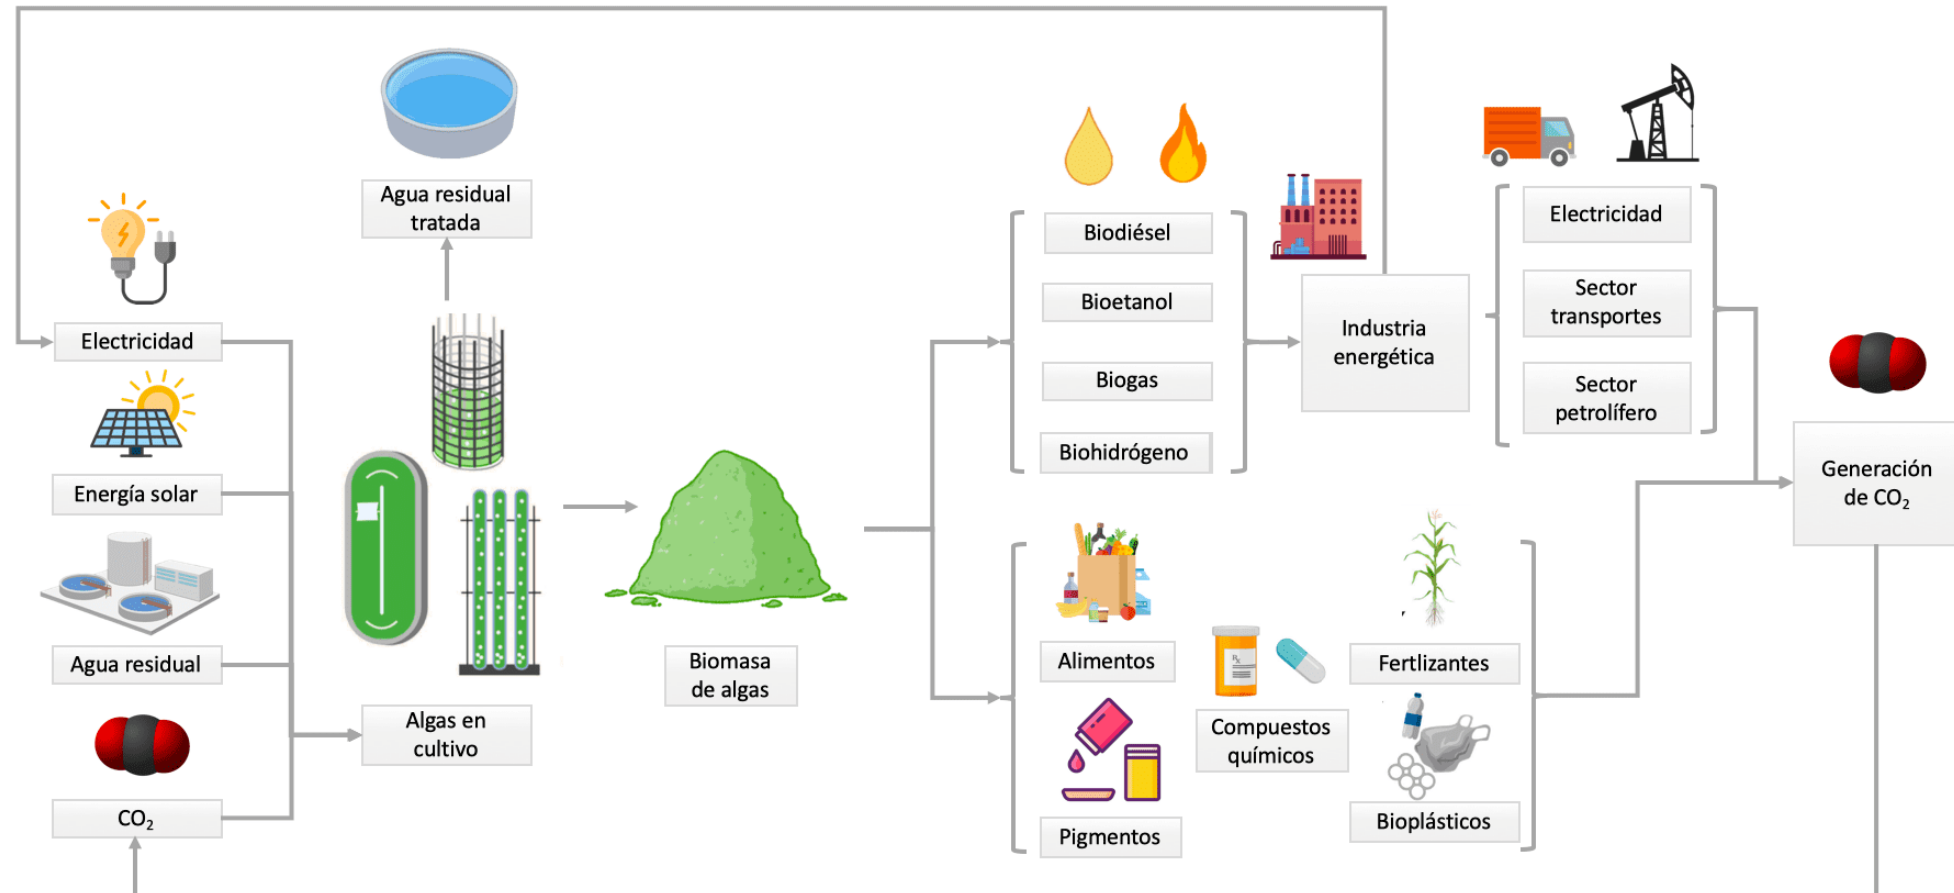 Agua residual
tratada
Electricidad
Energía solar
Agua residual
CO₂
Algas en
cultivo
Biomasa
de algas
Biodiésel
Bioetanol
Biogas
Biohidrógeno
Industria
energética
Electricidad
Sector
transportes
Sector
petrolífero
Generación
de CO₂
Alimentos
Pigmentos
Rx
Compuestos
químicos
Fertlizantes
Bioplásticos